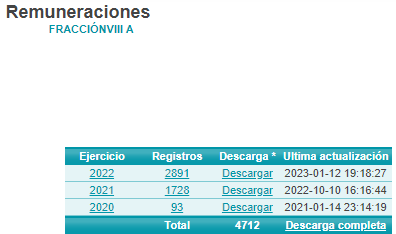 Remuneraciones
FRACCIÓNVIII A
Ejercicio Registros Descarga * Ultima actualización
2022 2891 Descargar 2023-01-12 19:18:27
2021 1728 Descargar 2022-10-10 16:16:44
2020 93 Descargar 2021-01-14 23:14:19
Total 4712 Descarga completa